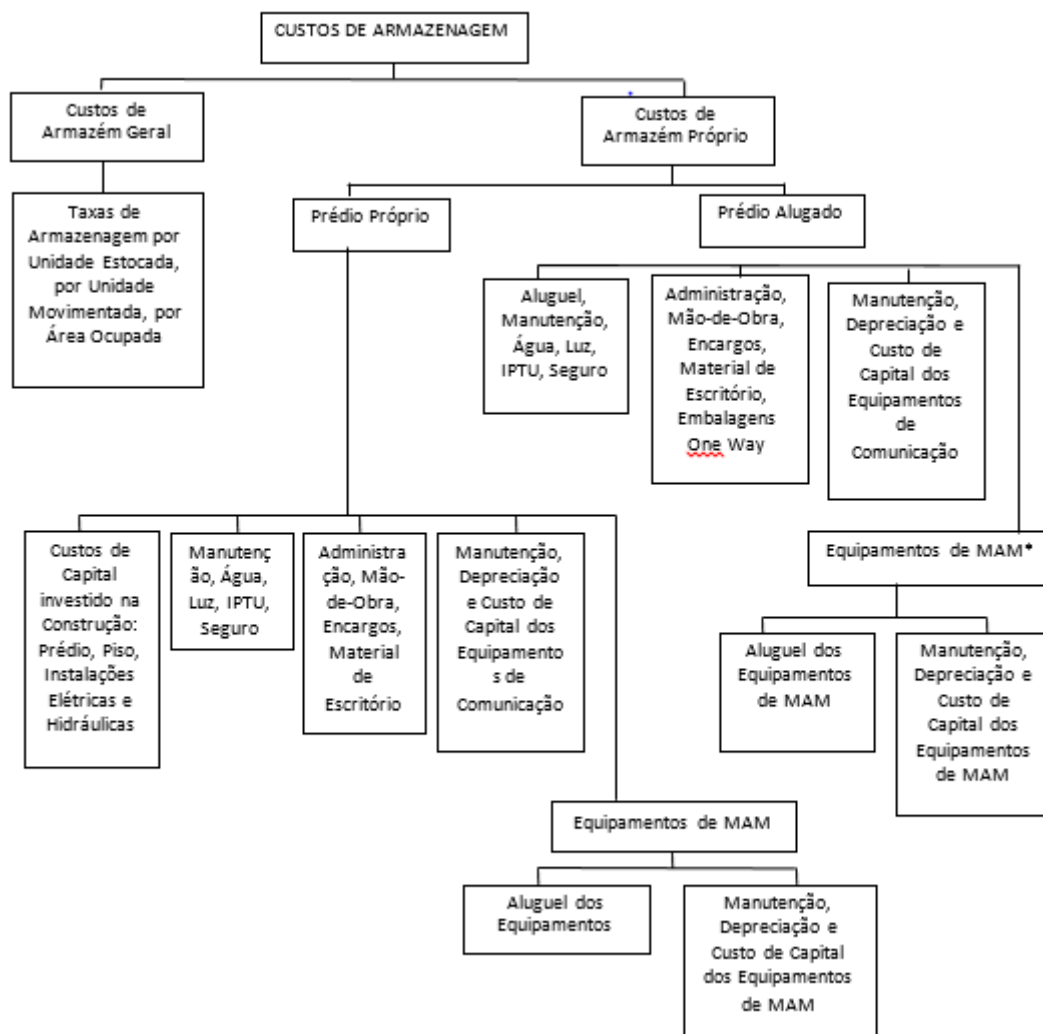 CUSTOS DE ARMAZENAGEM
Custos de
Armazém Geral
Custos de
Armazém Próprio
Taxas de
Armazenagem por
Unidade Estocada,
por Unidade
Movimentada, por
Área Ocupada
Prédio Próprio
Prédio Alugado
Aluguel,
Manutenção,
Água, Luz,
IPTU, Seguro
Administração,
Mão-de-Obra,
Encargos,
Material de
Escritório,
Embalagens
One Way
Manutenção,
Depreciação e
Custo de
Capital dos
Equipamentos
de
Comunicação
Custos de
Capital
investido na
Construção:
Prédio, Piso,
Instalações
Elétricas e
Hidráulicas
Manutenç
ão, Água,
Luz, IPTU,
Seguro
Administra
ção, Mão-
de-Obra,
Encargos,
Material
de
Escritório
Manutenção,
Depreciação
e Custo de
Capital dos
Equipamento
s de
Comunicação
Equipamentos de MAM*
Aluguel dos
Equipamentos
de MAM
Manutenção,
Depreciação e
Custo de
Capital dos
Equipamentos
de MAM
Equipamentos de MAM
Aluguel dos
Equipamentos
Manutenção,
Depreciação e
Custo de Capital
dos Equipamentos
de MAM